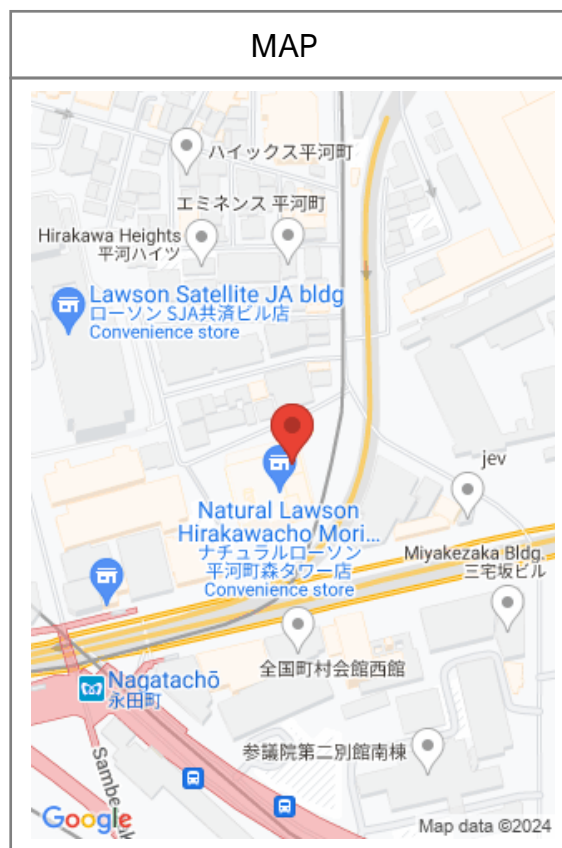 MAP
ハイックス平河町
エミネンス 平河町
Hirakawa Heights
平河ハイツ
Lawson Satellite JA bldg
ローソン SJA共済ビル店
Convenience store
jev
Natural Lawson
Hirakawacho Mori...
ナチュラルローソン
平河町森タワー店
Convenience store
Miyakezaka Bldg.
三宅坂ビル
全国町村会館西館
Nagatachō
永田町
参議院第二別館南棟
Google
Map data ©2024